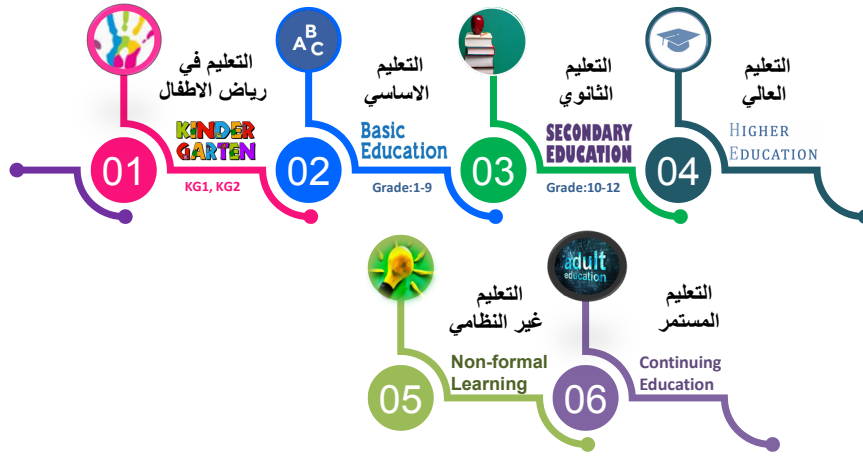 A B C
التعليم في
رياض الاطفال
KINDER
GARTEN
01
KG1, KG2
التعليم
الاساسي
Basic
Education
02
Grade:1-9
التعليم
الثانوي
SECONDARY
EDUCATION
03
Grade:10-12
التعليم
العالي
HIGHER
EDUCATION
04
التعليم
غير النظامي
Non-formal
Learning
05
adult
education
التعليم
المستمر
Continuing
Education
06